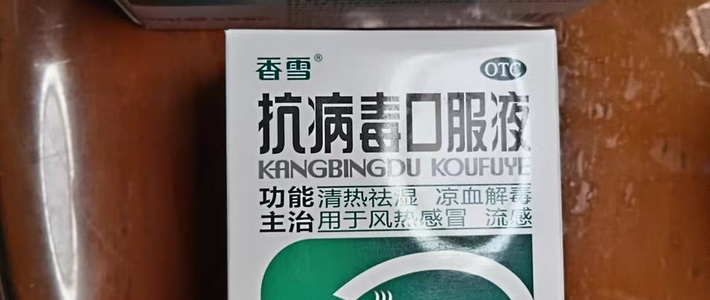 香雪®
OTC
抗病毒口服液
KANGBINGDU KOUFUYE
功能 清热祛湿 凉血解毒
主治 用于风热感冒 流感